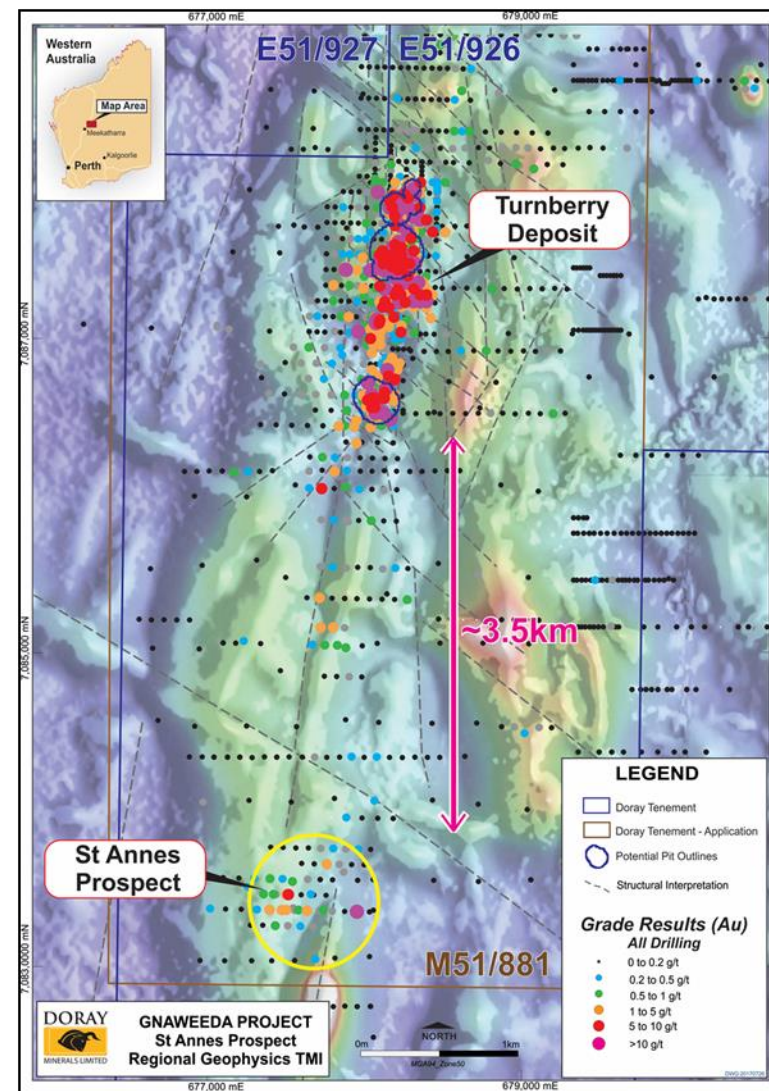 677,000 mE
679,000 mE
Western
Australia
Map Area
Meekatharra
Kalgoorlie
Perth
E51/927
E51/926
Turnberry
Deposit
7,087,000 mN
7,085,000 mN
~3.5km
St Annes
Prospect
7,083,0000 mN
M51/881
LEGEND
Doray Tenement
Doray Tenement - Application
Potential Pit Outlines
Structural Interpretation
Grade Results (Au)
All Drilling
0 to 0.2 g/t
0.2 to 0.5 g/t
0.5 to 1 g/t
1 to 5 g/t
5 to 10 g/t
>10 g/t
DORAY
MINERALS LIMITED
GNAWEEDA PROJECT
St Annes Prospect
Regional Geophysics TMI
NORTH
0m
1km
MGA94_Zone50
677,000 mE
679,000 mE